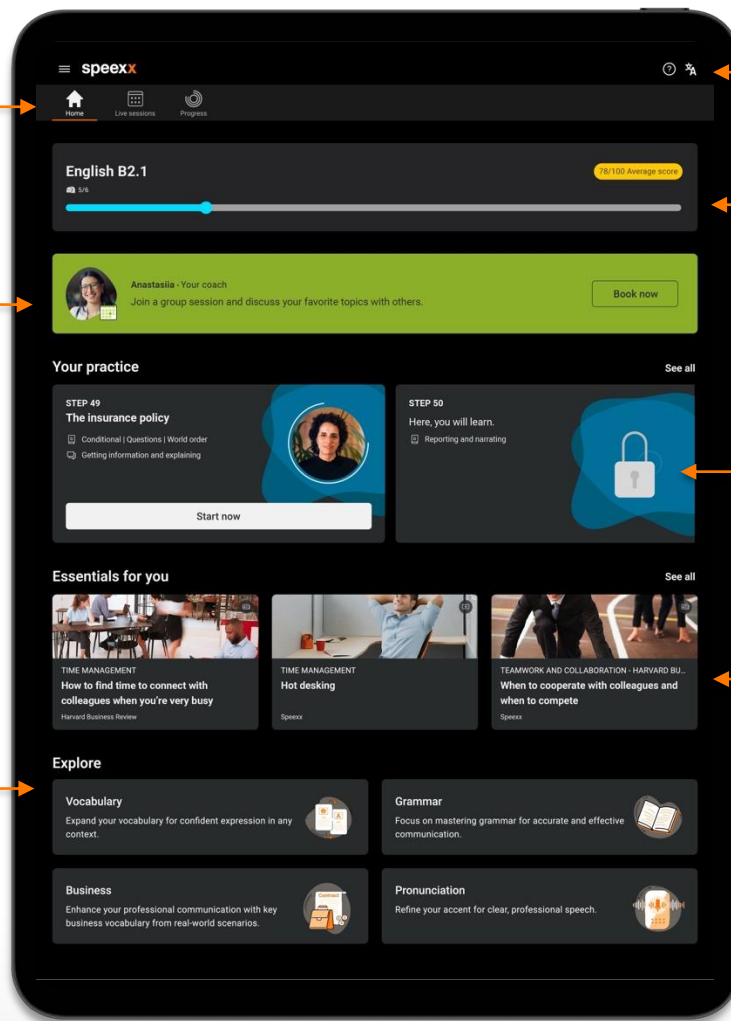 speexx
Home
Live sessions
Progress
English B2.1
5/6
78/100 Average score
Anastasiia - Your coach
Join a group session and discuss your favorite topics with others.
Book now
Your practice
See all
STEP 49
The insurance policy
Conditional | Questions | World order
Getting information and explaining
Start now
STEP 50
Here, you will learn.
Reporting and narrating
Essentials for you
See all
TIME MANAGEMENT
How to find time to connect with
colleagues when you're very busy
Harvard Business Review
TIME MANAGEMENT
Hot desking
Speexx
TEAMWORK AND COLLABORATION - HARVARD BU...
When to cooperate with colleagues and
when to compete
Speexx
Explore
Vocabulary
Expand your vocabulary for confident expression in any
context.
Grammar
Focus on mastering grammar for accurate and effective
communication.
Business
Enhance your professional communication with key
business vocabulary from real-world scenarios.
Contract
Pronunciation
Refine your accent for clear, professional speech.